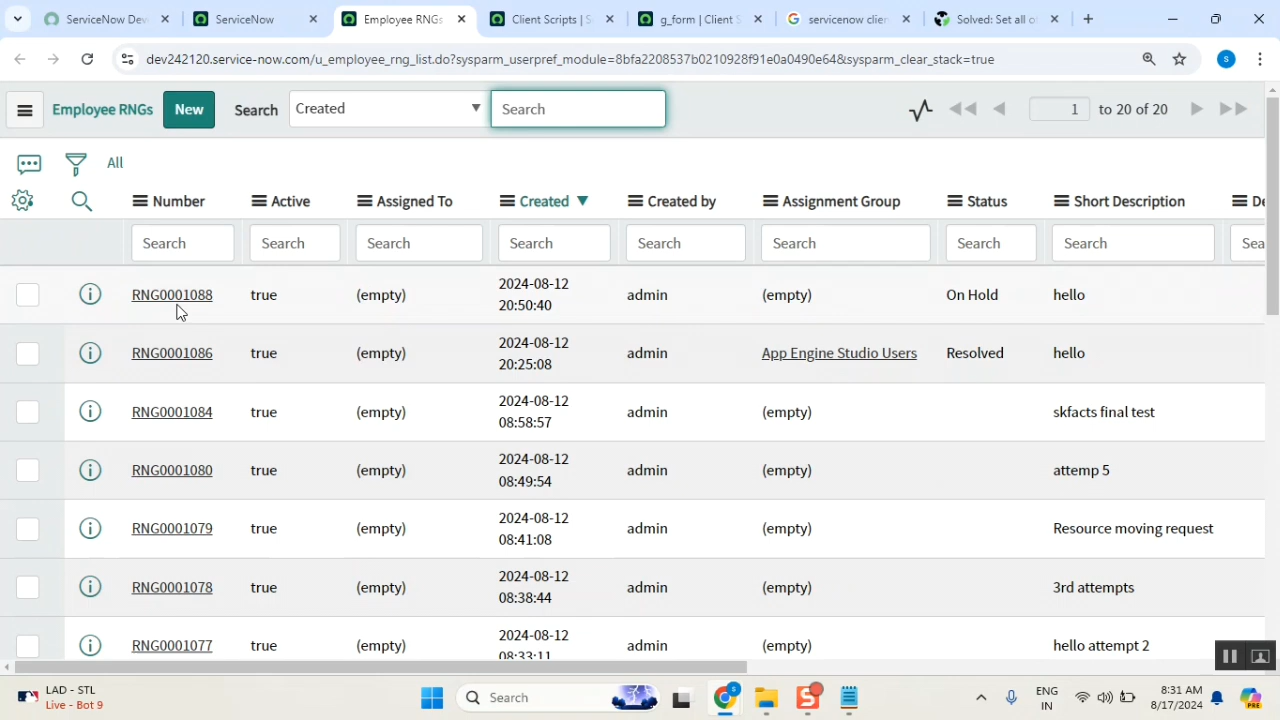 ServiceNow Dev
ServiceNow
Employee RNGs
Client Scripts | S
g_form | Client S
servicenow clien
Solved: Set all o
dev242120.service-now.com/u_employee_rng_list.do?sysparm_userpref_module=8bfa2208537b0210928f91e0a0490e64&sysparm_clear_stack=true
S
Employee RNGs
New
Search
Created
Search
1
to 20 of 20
All
Number
Active
Assigned To
Created
Created by
Assignment Group
Status
Short Description
De
Search
Search
Search
Search
Search
Search
Search
Search
Sea
RNG0001088 true (empty) 2024-08-12 20:50:40 admin (empty) On Hold hello
RNG0001086 true (empty) 2024-08-12 20:25:08 admin App Engine Studio Users Resolved hello
RNG0001084 true (empty) 2024-08-12 08:58:57 admin (empty) skfacts final test
RNG0001080 true (empty) 2024-08-12 08:49:54 admin (empty) attemp 5
RNG0001079 true (empty) 2024-08-12 08:41:08 admin (empty) Resource moving request
RNG0001078 true (empty) 2024-08-12 08:38:44 admin (empty) 3rd attempts
RNG0001077 true (empty) 2024-08-12 08:33:11 admin (empty) hello attempt 2
LAD - STL
Live - Bot 9
Search
ENG
IN
8:31 AM
8/17/2024
PRE